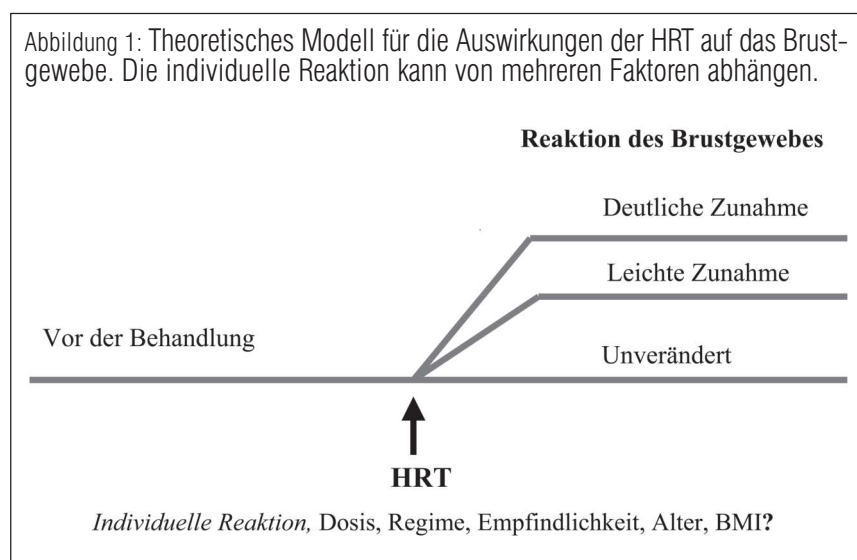 Abbildung 1: Theoretisches Modell für die Auswirkungen der HRT auf das Brust-
gewebe. Die individuelle Reaktion kann von mehreren Faktoren abhängen.
Reaktion des Brustgewebes
Deutliche Zunahme
Leichte Zunahme
Vor der Behandlung
Unverändert
HRT
Individuelle Reaktion, Dosis, Regime, Empfindlichkeit, Alter, BMI?